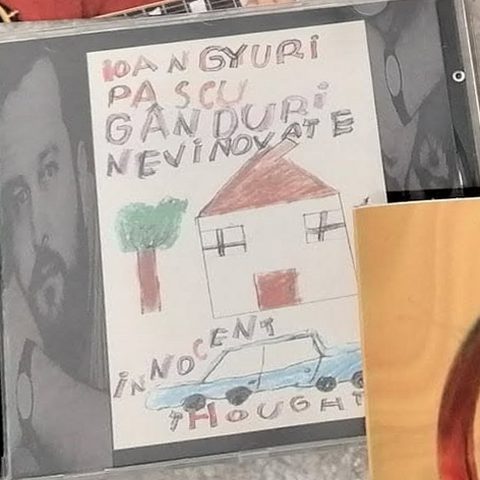 IOAN GYURI
PASCU
GÂNDURI
NEVINOVATE
INNOCENT
THOUGHT